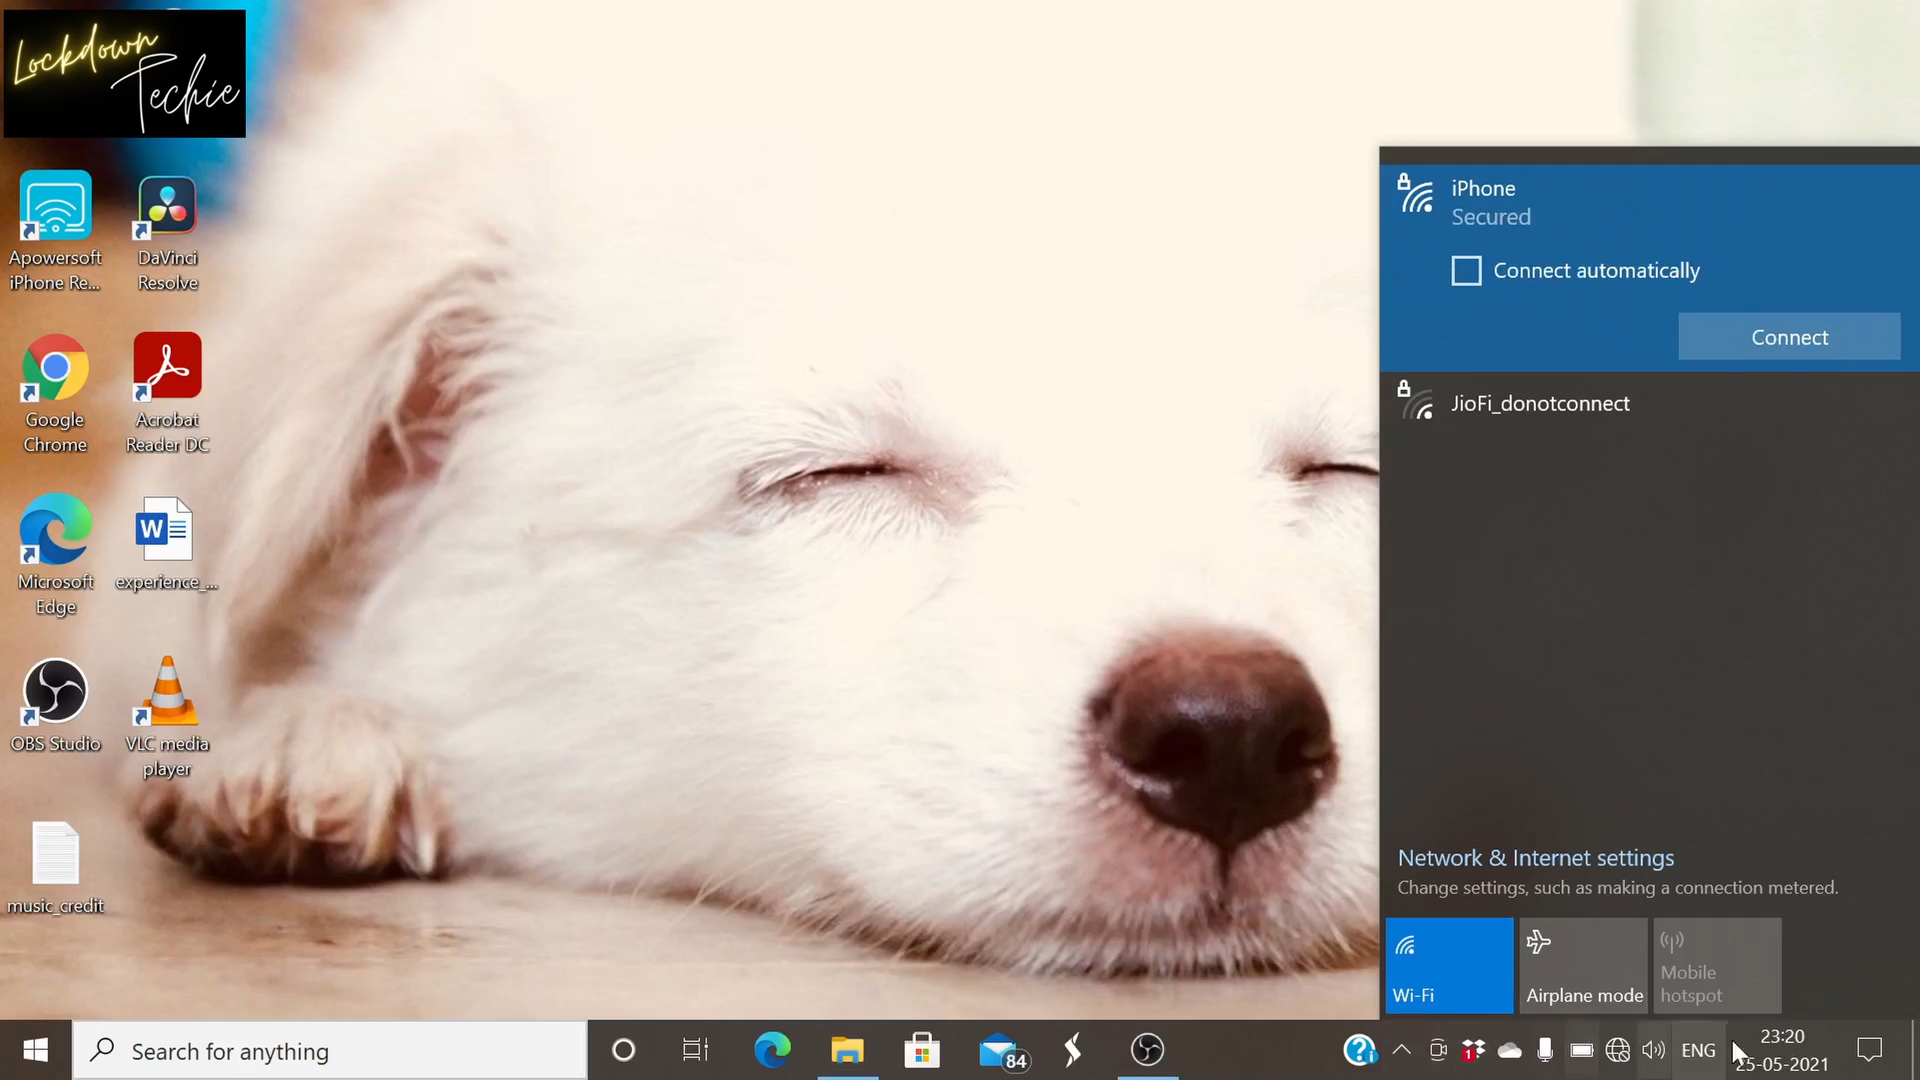 Lockdown
Techie
Apowersoft
iPhone Re...
DaVinci
Resolve
Google
Chrome
Acrobat
Reader DC
Microsoft
Edge
experience_...
OBS Studio
VLC media
player
music_credit
iPhone
Secured
Connect automatically
Connect
JioFi_donotconnect
Network & Internet settings
Change settings, such as making a connection metered.
Wi-Fi
Airplane mode
Mobile
hotspot
Search for anything
84
1
ENG
23:20
25-05-2021